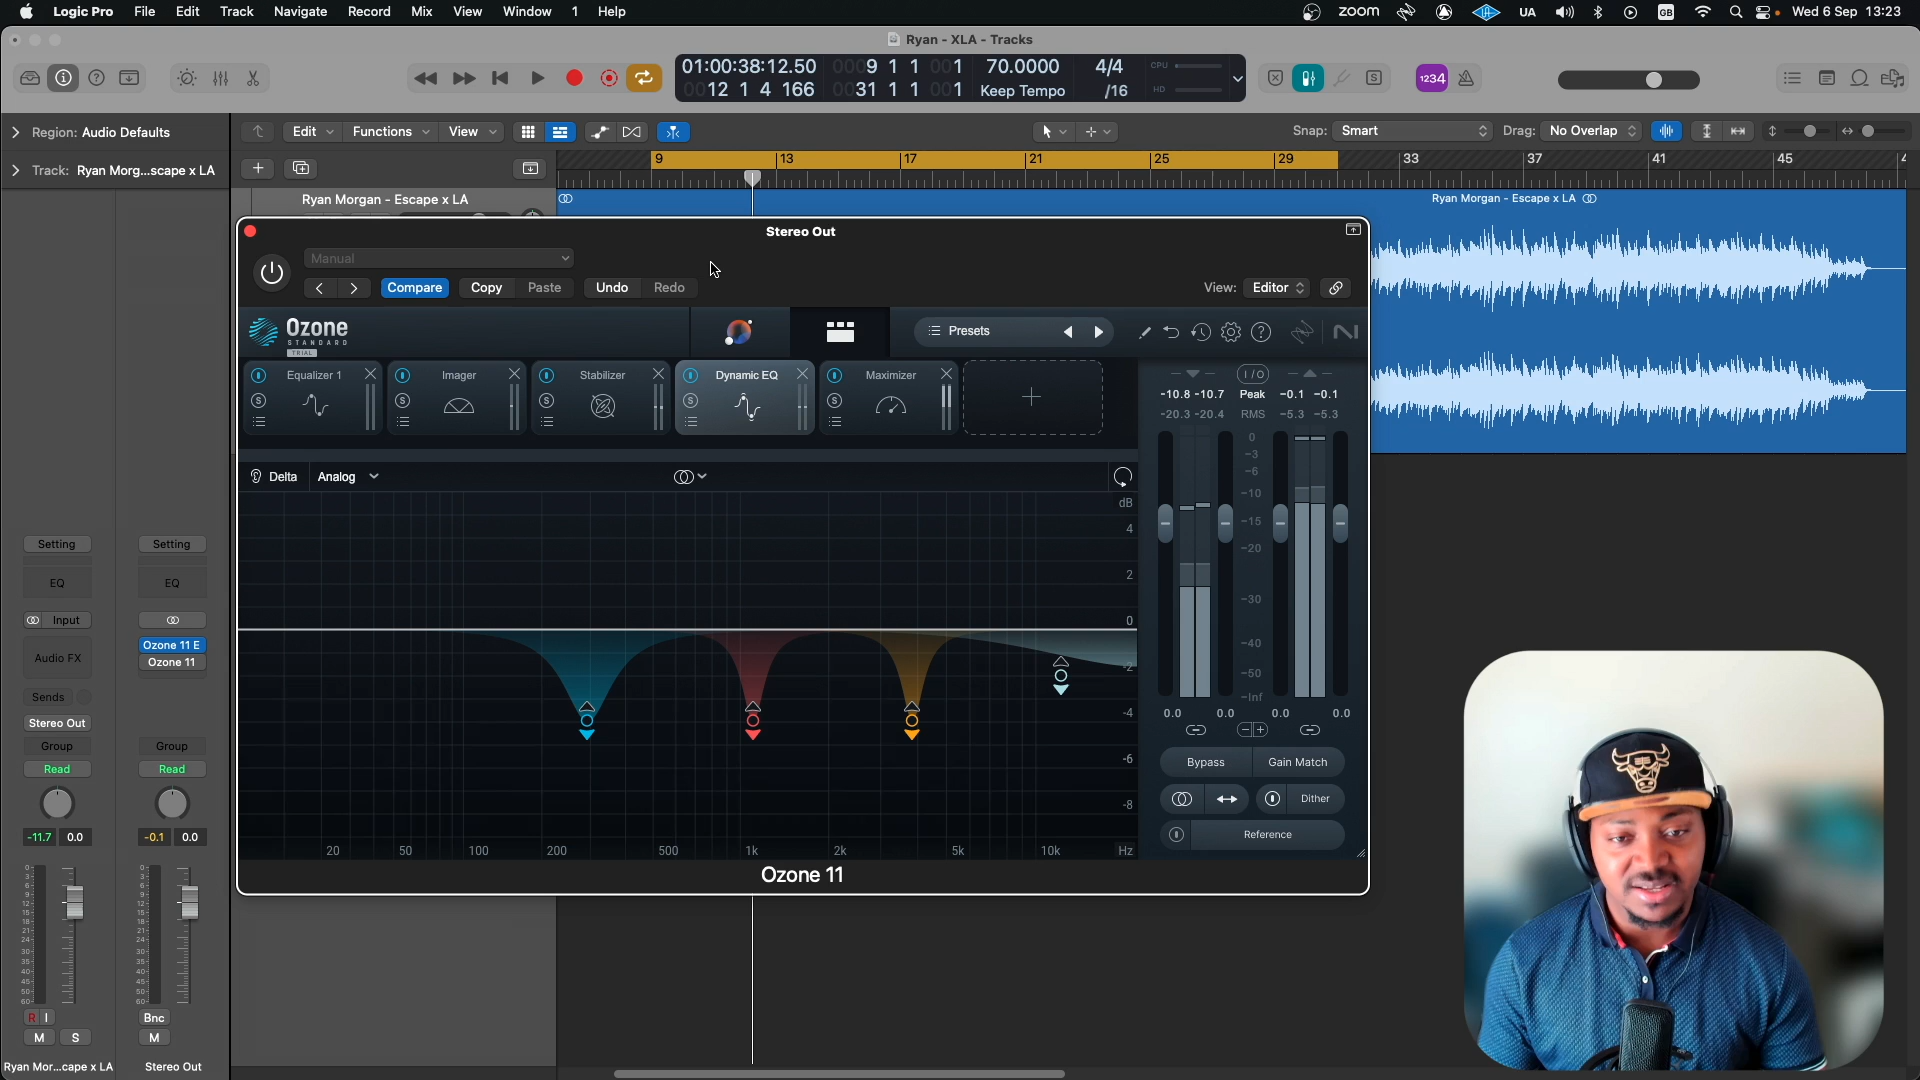 Logic Pro File Edit Track Navigate Record Mix View Window 1 Help
zoom UA GB Wed 6 Sep 13:23
Ryan - XLA - Tracks
01:00:38:12.50 0009 1 1 001 70.0000 4/4 CPU
0012 1 4 166 0031 1 1 001 Keep Tempo /16 HD
1234
Region: Audio Defaults
Edit Functions View
Snap: Smart Drag: No Overlap
Track: Ryan Morg...scape x LA
9 13 17 21 25 29 33 37 41 45
Ryan Morgan - Escape x LA
Ryan Morgan - Escape x LA
Stereo Out
Manual
Compare Copy Paste Undo Redo
View: Editor
Ozone
STANDARD
TRIAL
Presets
Equalizer 1 Imager Stabilizer Dynamic EQ Maximizer
S S S S
I/O
-10.8 -10.7 Peak -0.1 -0.1
-20.3 -20.4 RMS -5.3 -5.3
Delta Analog
dB
4
2
0
-2
-4
-6
-8
20 50 100 200 500 1k 2k 5k 10k Hz
0
-3
-6
-10
-15
-20
-30
-40
-50
-Inf
0.0 0.0 0.0 0.0
Bypass Gain Match
Dither
Reference
Ozone 11
Setting Setting
EQ EQ
Input
Ozone 11 E
Audio FX
Ozone 11
Sends
Stereo Out
Group Group
Read Read
-11.7 0.0 -0.1 0.0
R I
Bnc
M S M
Ryan Mor...cape x LA Stereo Out